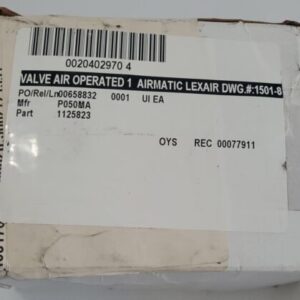 0020402970 4
VALVE AIR OPERATED 1 AIRMATIC LEXAIR DWG.#:1501-8
PO/Rel/Ln00658832 0001 UI EA
Mfr P050MA
Part 1125823
OYS REC 00077911